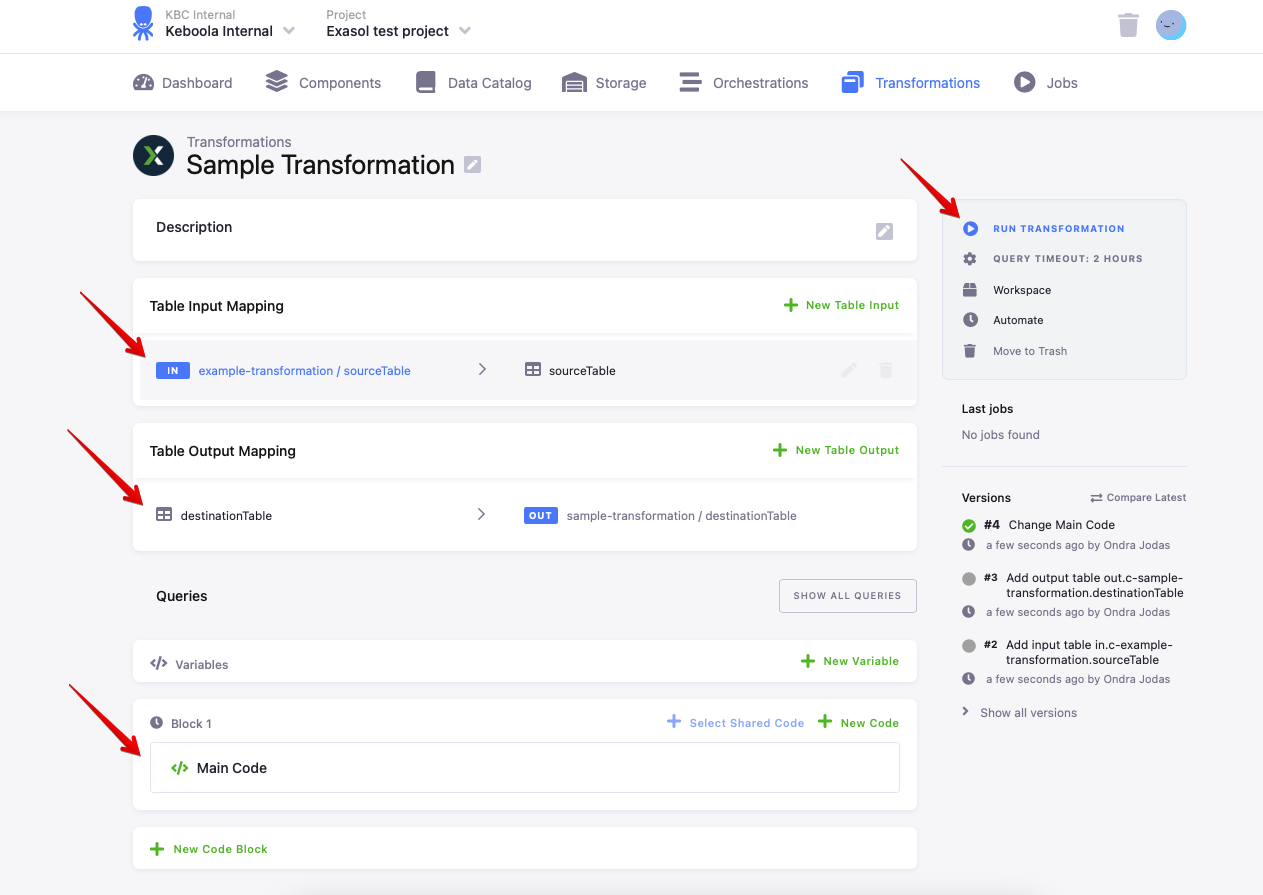 KBC Internal
Keboola Internal
Project
Exasol test project
Dashboard
Components
Data Catalog
Storage
Orchestrations
Transformations
Jobs
Transformations
Sample Transformation
Description
Table Input Mapping
New Table Input
IN
example-transformation / sourceTable
sourceTable
Table Output Mapping
New Table Output
destinationTable
OUT
sample-transformation / destinationTable
Queries
SHOW ALL QUERIES
Variables
New Variable
Block 1
Select Shared Code
New Code
Main Code
New Code Block
RUN TRANSFORMATION
QUERY TIMEOUT: 2 HOURS
Workspace
Automate
Move to Trash
Last jobs
No jobs found
Versions
Compare Latest
#4 Change Main Code
a few seconds ago by Ondra Jodas
#3 Add output table out.c-sample-
transformation.destinationTable
a few seconds ago by Ondra Jodas
#2 Add input table in.c-example-
transformation.sourceTable
a few seconds ago by Ondra Jodas
Show all versions